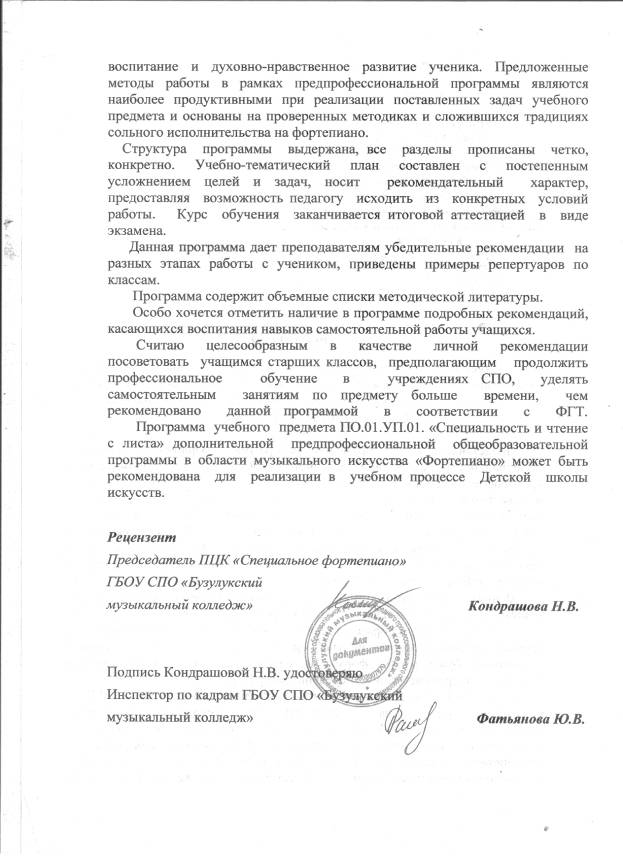 воспитание и духовно-нравственное развитие ученика. Предложенные
методы работы в рамках предпрофессиональной программы являются
наиболее продуктивными при реализации поставленных задач учебного
предмета и основаны на проверенных методиках и сложившихся традициях
сольного исполнительства на фортепиано.
Структура программы выдержана, все разделы прописаны четко,
конкретно. Учебно-тематический план составлен с постепенным
усложнением целей и задач, носит рекомендательный характер,
предоставляя возможность педагогу исходить из конкретных условий
работы. Курс обучения заканчивается итоговой аттестацией в виде
экзамена.
Данная программа дает преподавателям убедительные рекомендации на
разных этапах работы с учеником, приведены примеры репертуаров по
классам.
Программа содержит объемные списки методической литературы.
Особо хочется отметить наличие в программе подробных рекомендаций,
касающихся воспитания навыков самостоятельной работы учащихся.
Считаю целесообразным в качестве личной рекомендации
посоветовать учащимся старших классов, предполагающим продолжить
профессиональное обучение в учреждениях СПО, уделять
самостоятельным занятиям по предмету больше времени, чем
рекомендовано данной программой в соответствии с ФГТ.
Программа учебного предмета ПО.01.УП.01. «Специальность и чтение
с листа» дополнительной предпрофессиональной общеобразовательной
программы в области музыкального искусства «Фортепиано» может быть
рекомендована для реализации в учебном процессе Детской школы
искусств.
Рецензент
Председатель ПЦК «Специальное фортепиано»
ГБОУ СПО «Бузулукский
музыкальный колледж» Кондрашова Н.В.
Для
документов
Подпись Кондрашовой Н.В. удостоверяю
Инспектор по кадрам ГБОУ СПО «Бузулукский
музыкальный колледж» Фатьянова Ю.В.